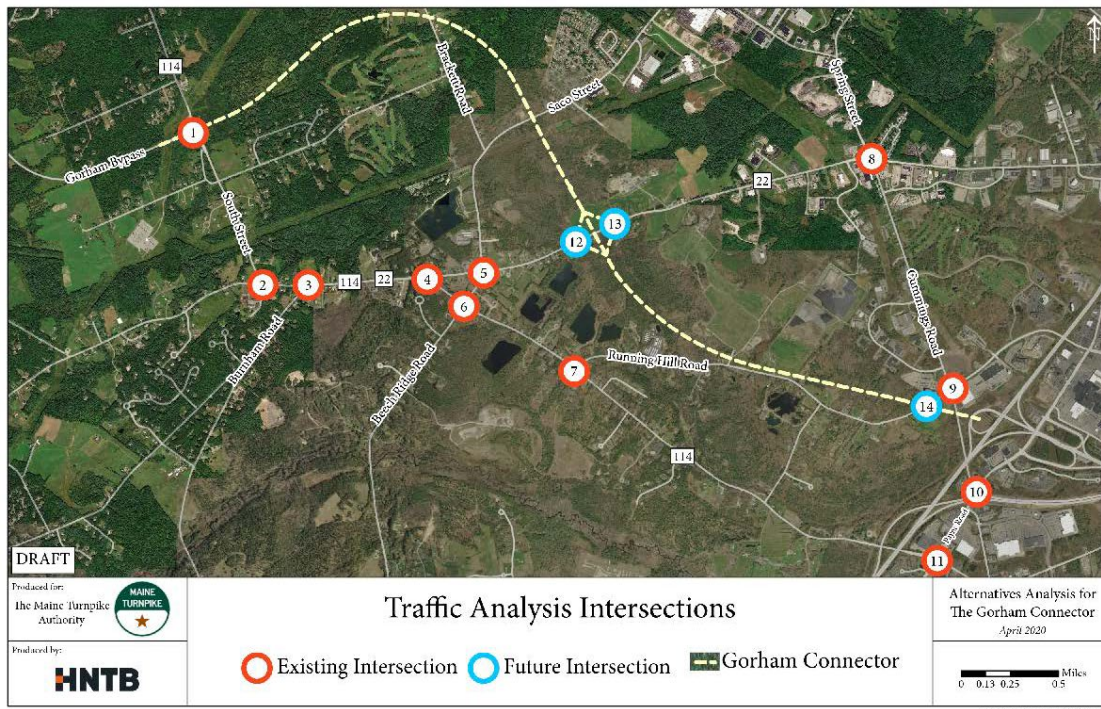 N
114
1
Gorham Bypass
Brackett Road
Saco Street
Spring Street
8
22
13
12
South Street
2
3
114
22
4
5
6
Burnham Road
Beech Ridge Road
7
Running Hill Road
Cummings Road
9
14
114
10
Payne Road
11
DRAFT
Produced for:
The Maine Turnpike
Authority
MAINE
TURNPIKE
Produced by:
HNTB
Traffic Analysis Intersections
Existing Intersection
Future Intersection
Gorham Connector
Alternatives Analysis for
The Gorham Connector
April 2020
Miles
0 0.13 0.25 0.5